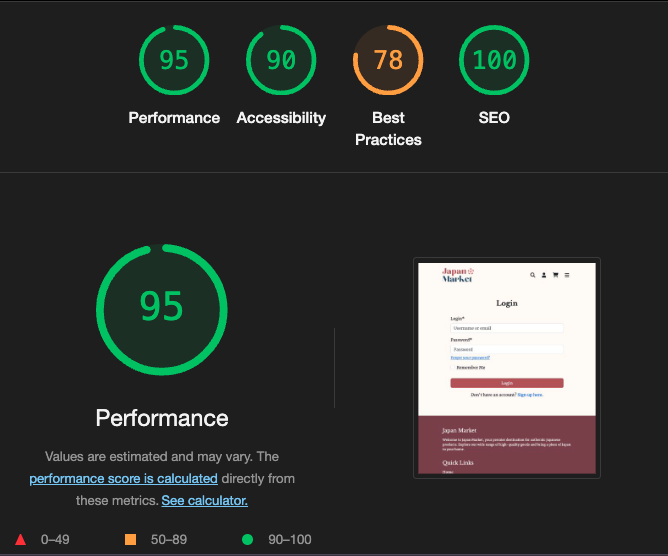 95
90
78
100
Performance
Accessibility
Best
Practices
SEO
95
Performance
Values are estimated and may vary. The
performance score is calculated directly from
these metrics. See calculator.
0–49
50–89
90–100
Japan
Market
Login
Login*
Username or email
Password*
Password
Forgot your password?
Remember Me
Login
Don't have an account? Sign up here.
Japan Market
Welcome to Japan Market, your premier destination for authentic Japanese
products. Explore our wide range of high-quality goods and bring a piece of Japan
to your home.
Quick Links
Home